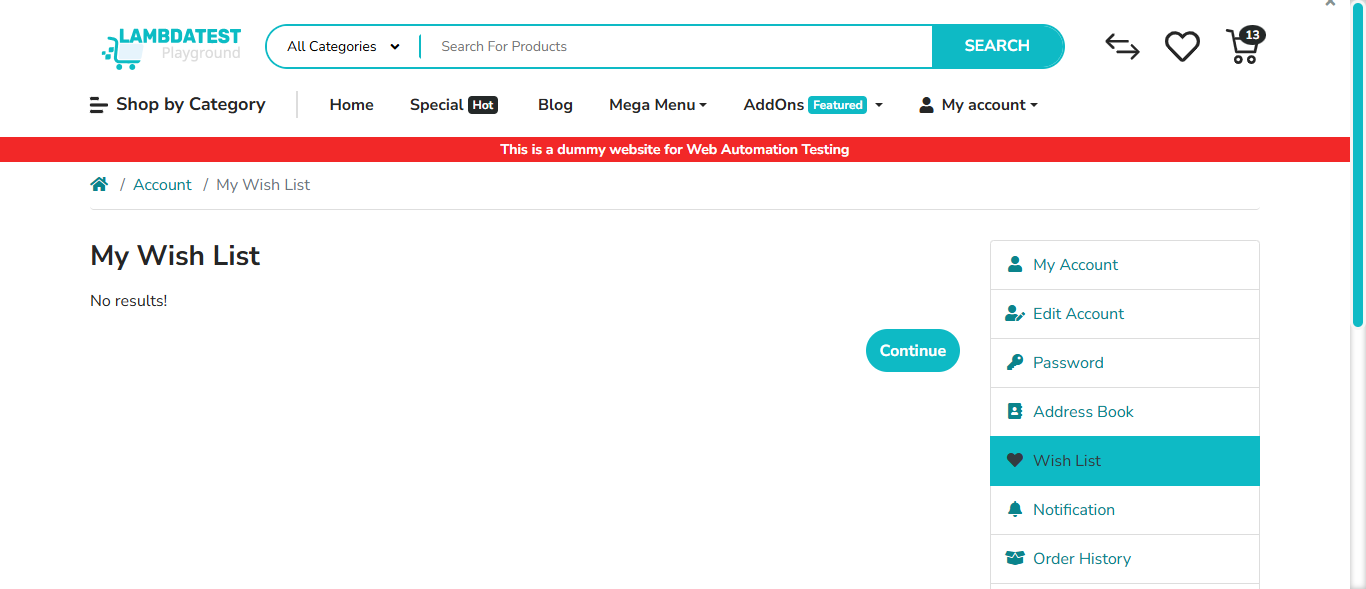 LAMBDATEST
Playground
All Categories
Search For Products
SEARCH
13
Shop by Category
Home
Special Hot
Blog
Mega Menu
AddOns Featured
My account
This is a dummy website for Web Automation Testing
/ Account / My Wish List
My Wish List
No results!
Continue
My Account
Edit Account
Password
Address Book
Wish List
Notification
Order History